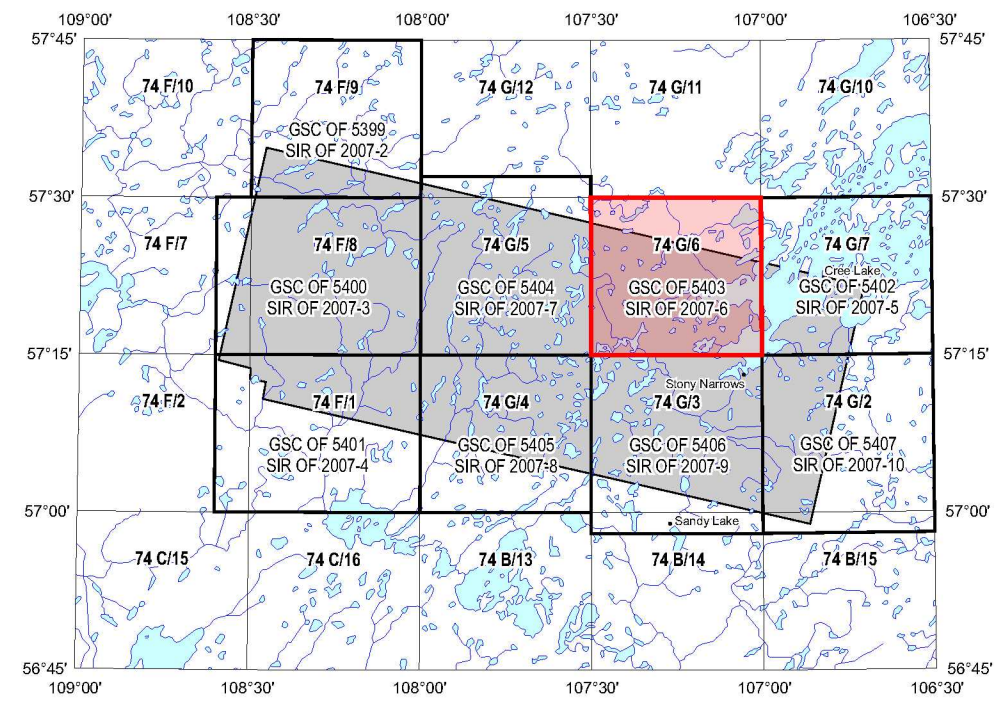 109°00' 108°30' 108°00' 107°30' 107°00' 106°30'
57°45' 57°45'
74 F/10 74 F/9 74 G/12 74 G/11 74 G/10
GSC OF 5399
SIR OF 2007-2
57°30' 57°30'
74 F/7 74 F/8 74 G/5 74 G/6 74 G/7
Cree Lake
GSC OF 5400 GSC OF 5404 GSC OF 5403 GSC OF 5402
SIR OF 2007-3 SIR OF 2007-7 SIR OF 2007-6 SIR OF 2007-5
57°15' 57°15'
Stony Narrows
74 F/2 74 F/1 74 G/4 74 G/3 74 G/2
GSC OF 5401 GSC OF 5405 GSC OF 5406 GSC OF 5407
SIR OF 2007-4 SIR OF 2007-8 SIR OF 2007-9 SIR OF 2007-10
57°00' 57°00'
Sandy Lake
74 C/15 74 C/16 74 B/13 74 B/14 74 B/15
56°45' 56°45'
109°00' 108°30' 108°00' 107°30' 107°00' 106°30'